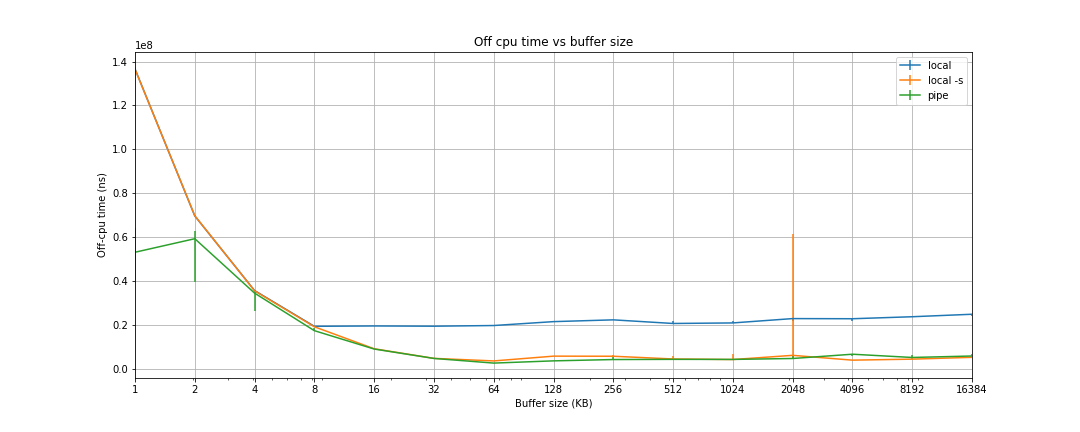 Off cpu time vs buffer size
1e8
1.4
1.2
1.0
0.8
0.6
0.4
0.2
0.0
Off-cpu time (ns)
local
local -s
pipe
1 2 4 8 16 32 64 128 256 512 1024 2048 4096 8192 16384
Buffer size (KB)